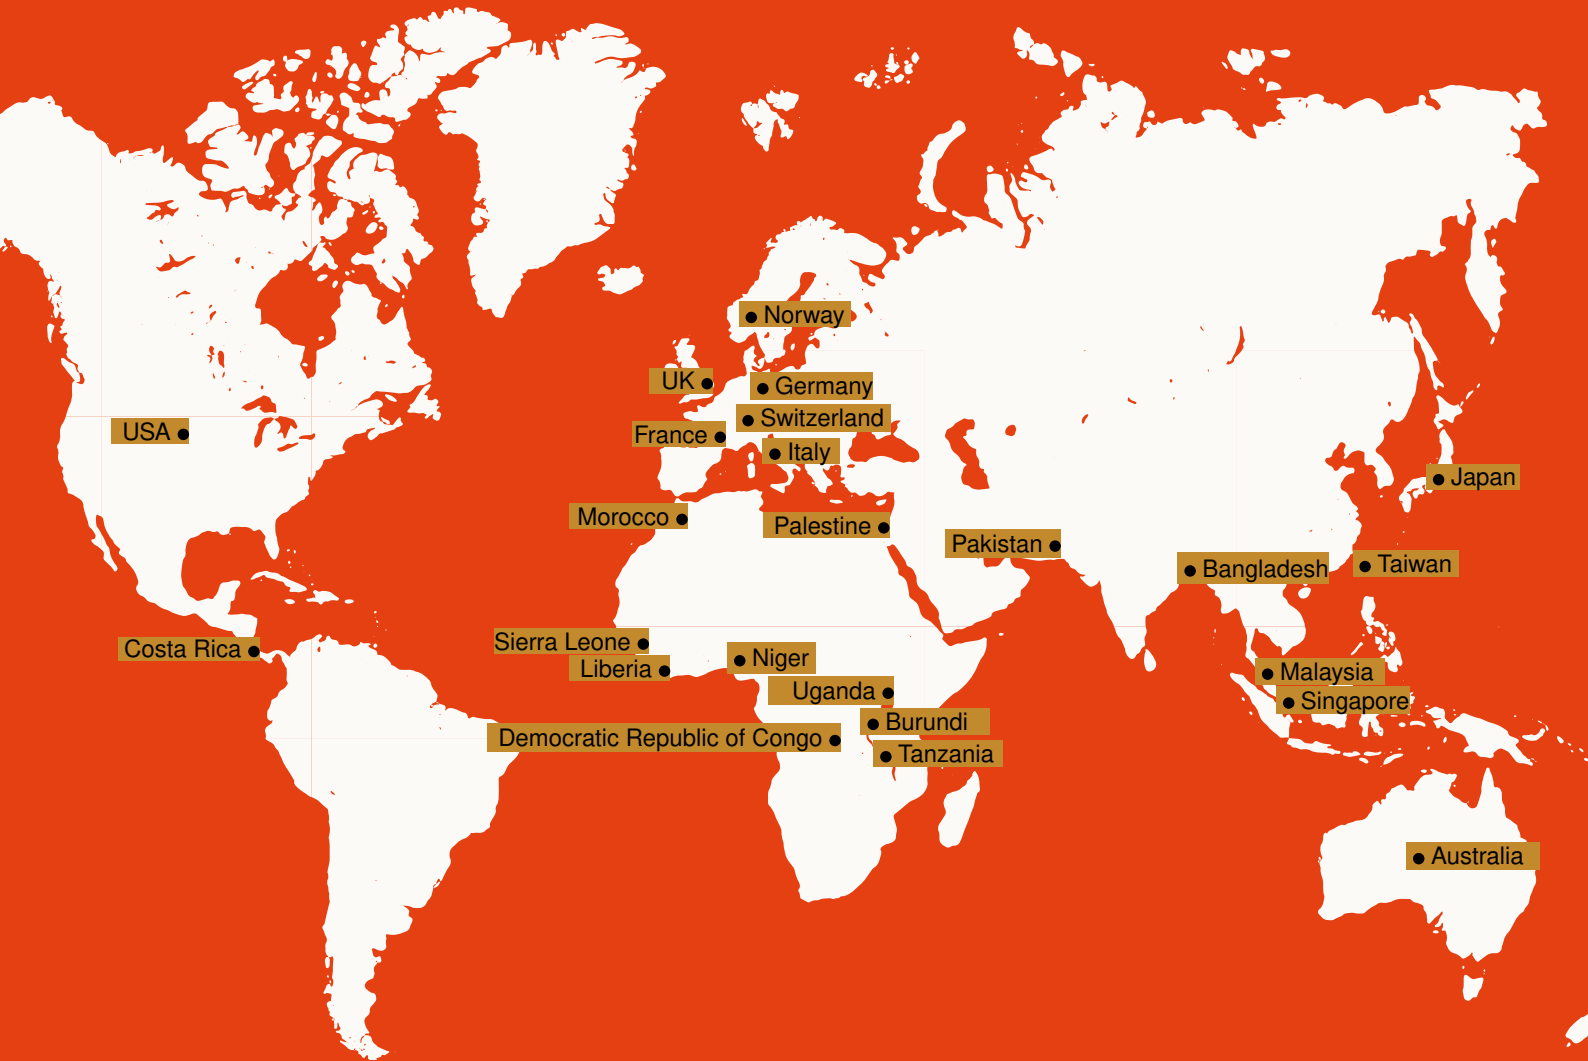 Norway
UK
Germany
Switzerland
USA
France
Italy
Japan
Morocco
Palestine
Pakistan
Bangladesh
Taiwan
Sierra Leone
Costa Rica
Niger
Liberia
Malaysia
Uganda
Singapore
Burundi
Democratic Republic of Congo
Tanzania
Australia